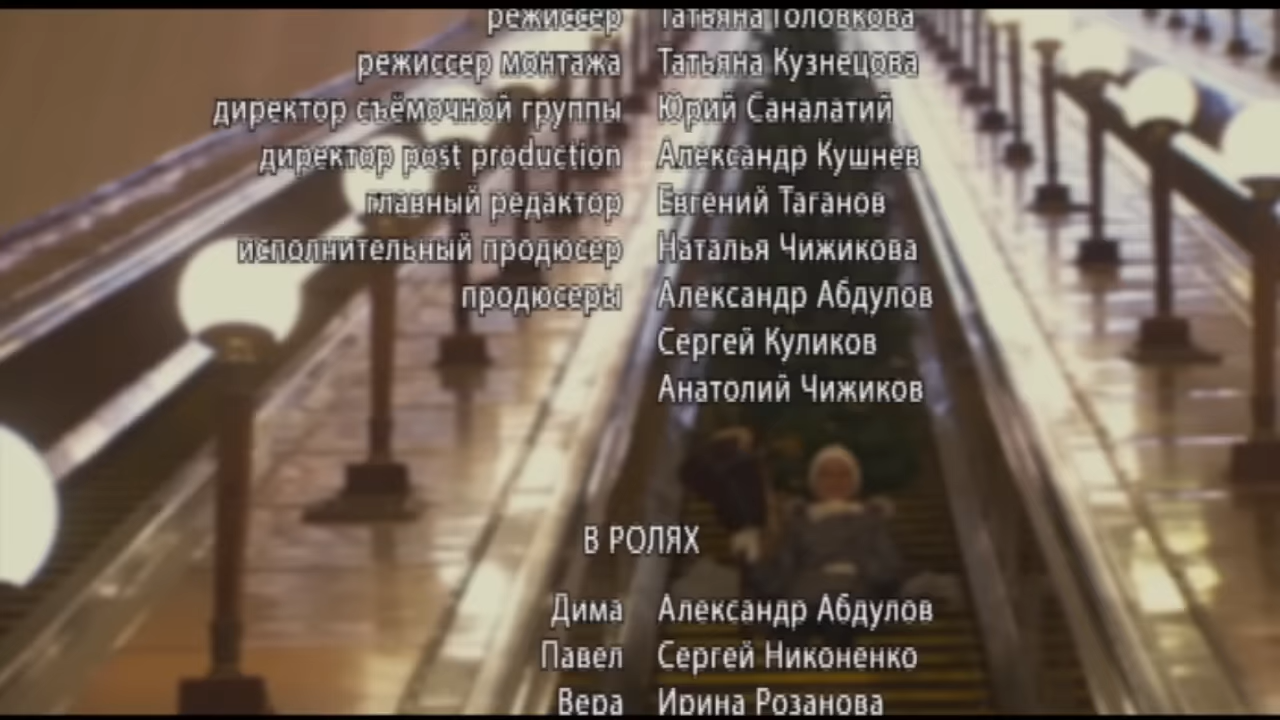 режиссер Татьяна Головкова
режиссер монтажа Татьяна Кузнецова
директор съёмочной группы Юрий Саналатий
директор post production Александр Кушнев
главный редактор Евгений Таганов
исполнительный продюсер Наталья Чижикова
продюсеры Александр Абдулов
Сергей Куликов
Анатолий Чижиков
В РОЛЯХ
Дима Александр Абдулов
Павел Сергей Никоненко
Вера Ирина Розанова